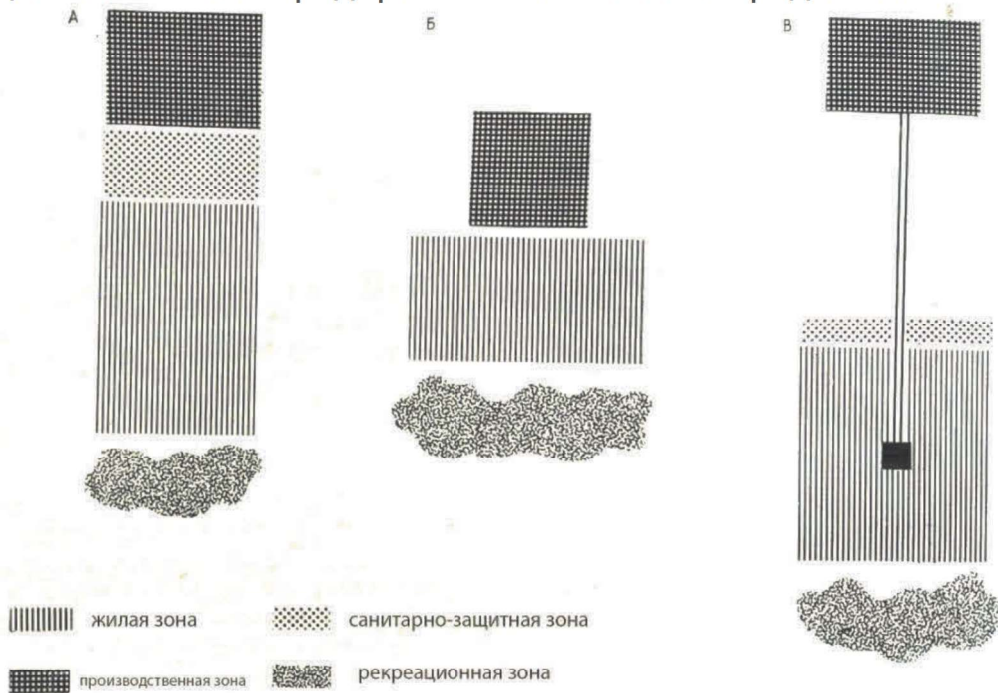 А
Б
В
жилая зона
санитарно-защитная зона
производственная зона
рекреационная зона